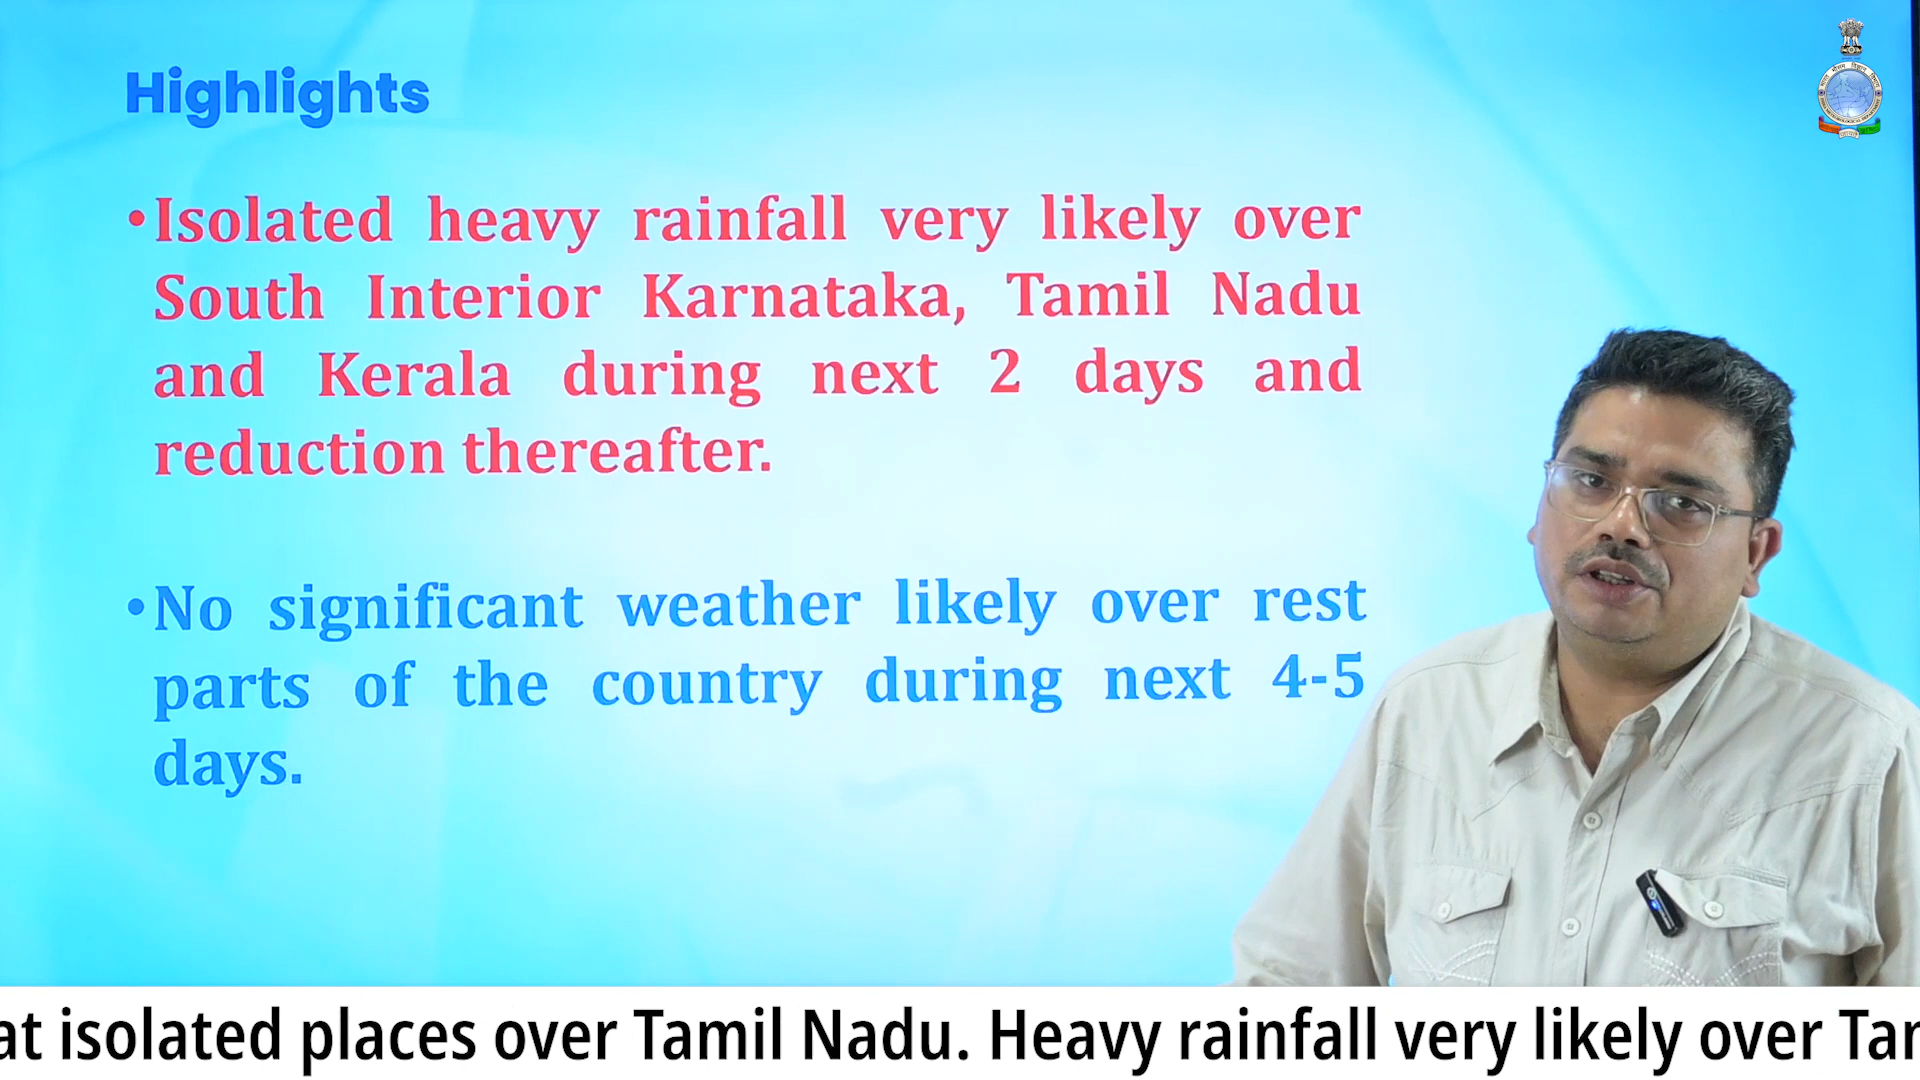 Highlights
•Isolated heavy rainfall very likely over
South Interior Karnataka, Tamil Nadu
and Kerala during next 2 days and
reduction thereafter.
•No significant weather likely over rest
parts of the country during next 4-5
days.
at isolated places over Tamil Nadu. Heavy rainfall very likely over Tam